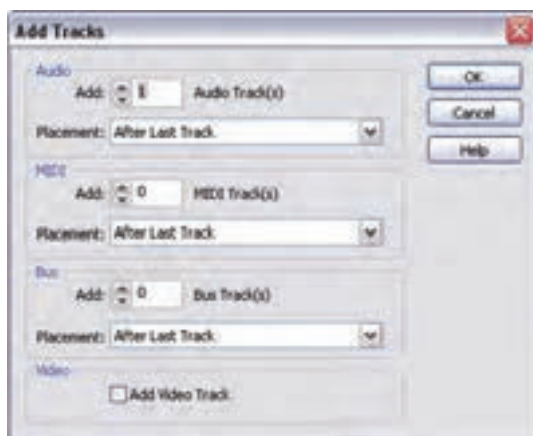 Add Tracks
Audio
Add: 1 Audio Track(s)
Placement: After Last Track
MIDI
Add: 0 MIDI Track(s)
Placement: After Last Track
Bus
Add: 0 Bus Track(s)
Placement: After Last Track
Video
Add Video Track
OK
Cancel
Help